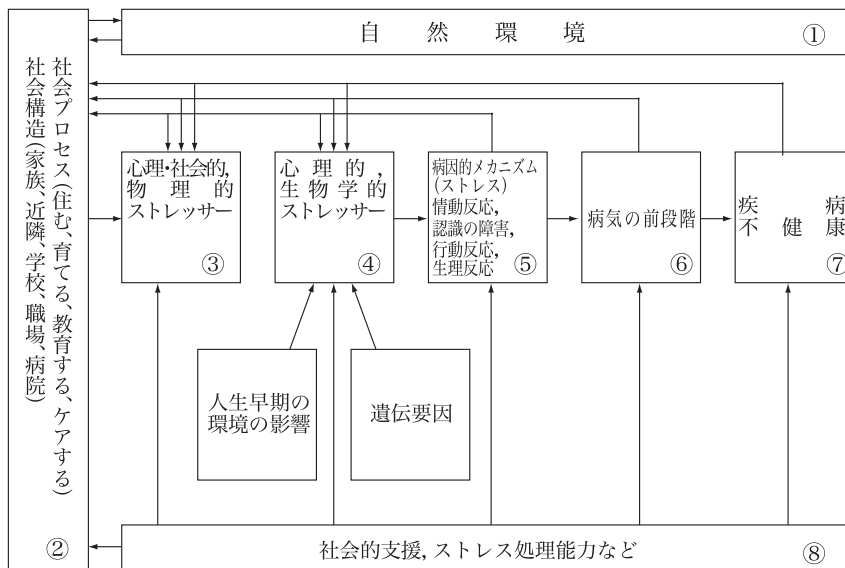 自然環境 ①
社会プロセス(住む、育てる、教育する、ケアする)
社会構造(家族、近隣、学校、職場、病院)
②
心理・社会的,
物理的
ストレッサー
③
心理的,
生物学的
ストレッサー
④
病因的メカニズム
(ストレス)
情動反応,
認識の障害,
行動反応,
生理反応
⑤
病気の前段階
⑥
疾病
不健康
⑦
人生早期の
環境の影響
遺伝要因
社会的支援, ストレス処理能力など ⑧